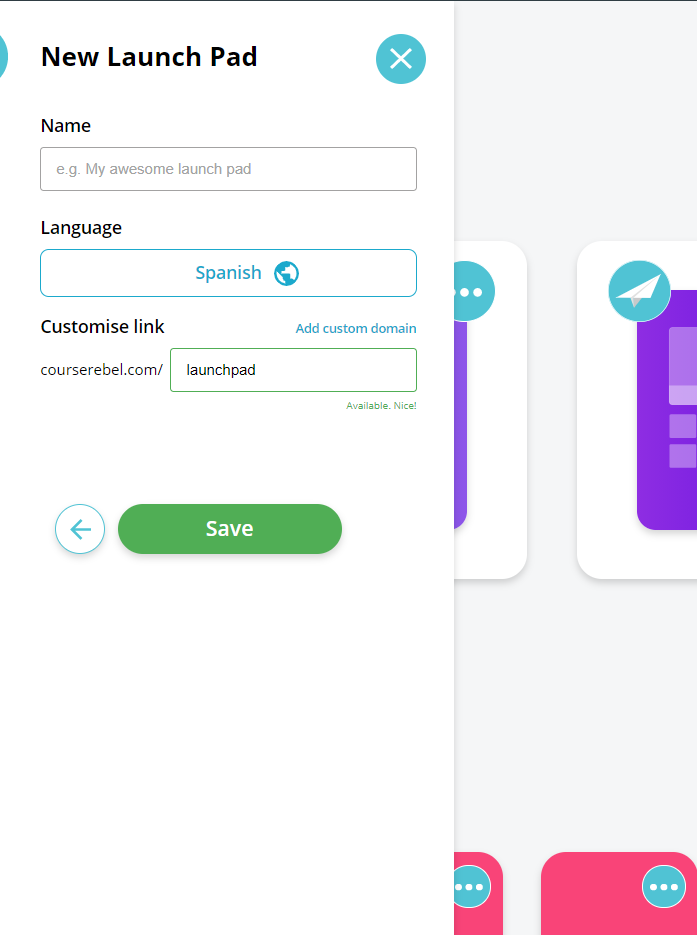 New Launch Pad
Name
e.g. My awesome launch pad
Language
Spanish
Customise link
Add custom domain
courserebel.com/
launchpad
Available. Nice!
Save